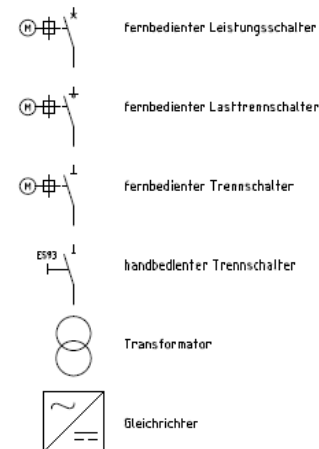 M fernbedienter Leistungsschalter
M fernbedienter Lasttrennschalter
M fernbedienter Trennschalter
ES93 handbedienter Trennschalter
Transformator
Gleichrichter